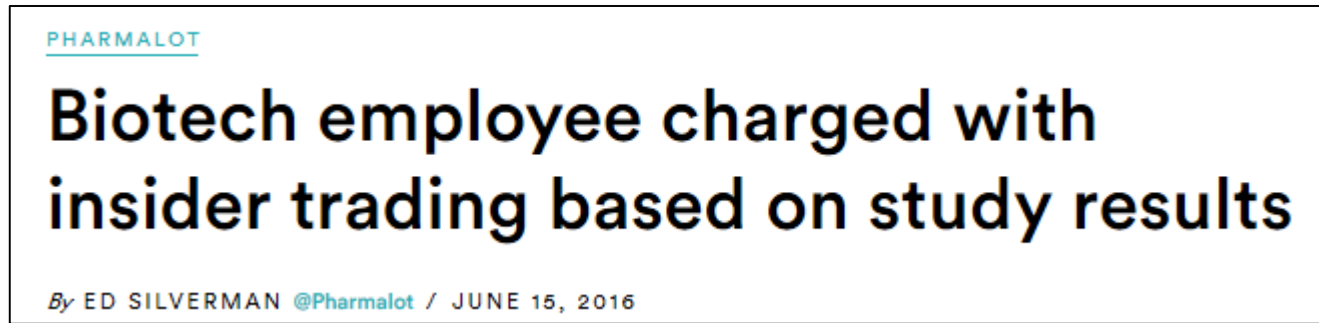 PHARMALOT
Biotech employee charged with
insider trading based on study results
By ED SILVERMAN @Pharmalot / JUNE 15, 2016